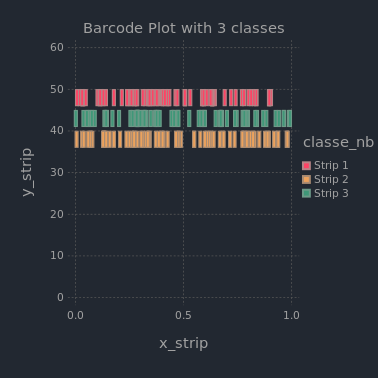 Barcode Plot with 3 classes
60
50
40
30
20
10
0
0.0
0.5
1.0
x_strip
y_strip
classe_nb
Strip 1
Strip 2
Strip 3